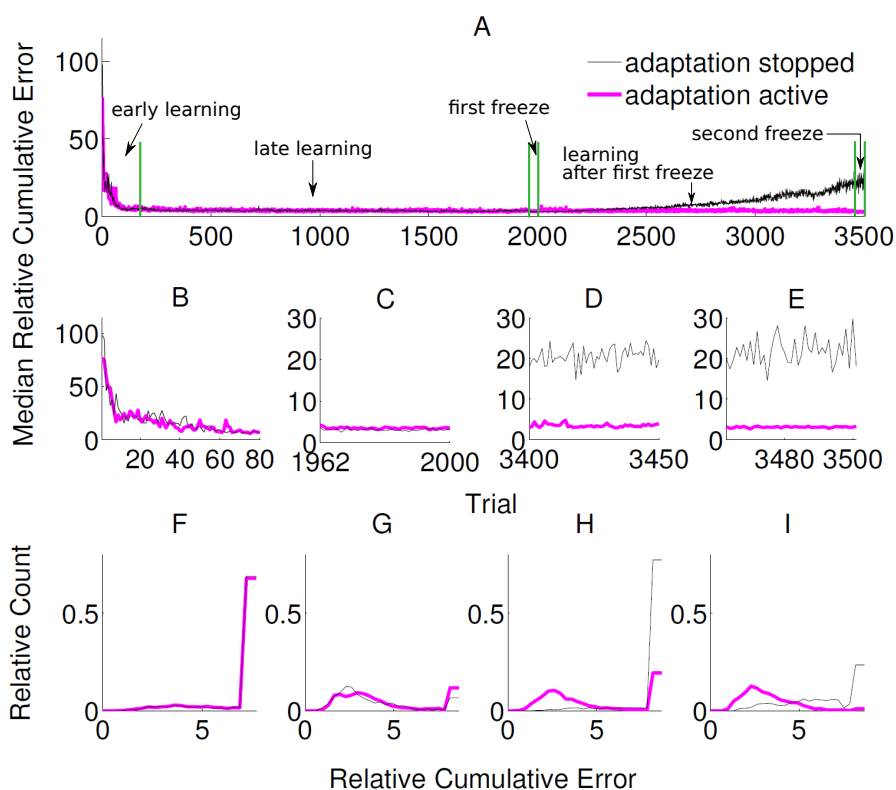 A
Median Relative Cumulative Error
100
50
0
adaptation stopped
adaptation active
early learning
late learning
first freeze
learning
after first freeze
second freeze
0 500 1000 1500 2000 2500 3000 3500
B C D E
100
50
0
20 40 60 80
30
20
10
0
1962 2000
30
20
10
0
3400 3450
30
20
10
0
3480 3500
Trial
F G H I
Relative Count
0.5
0
0 5
0.5
0
0 5
0.5
0
0 5
0.5
0
0 5
Relative Cumulative Error